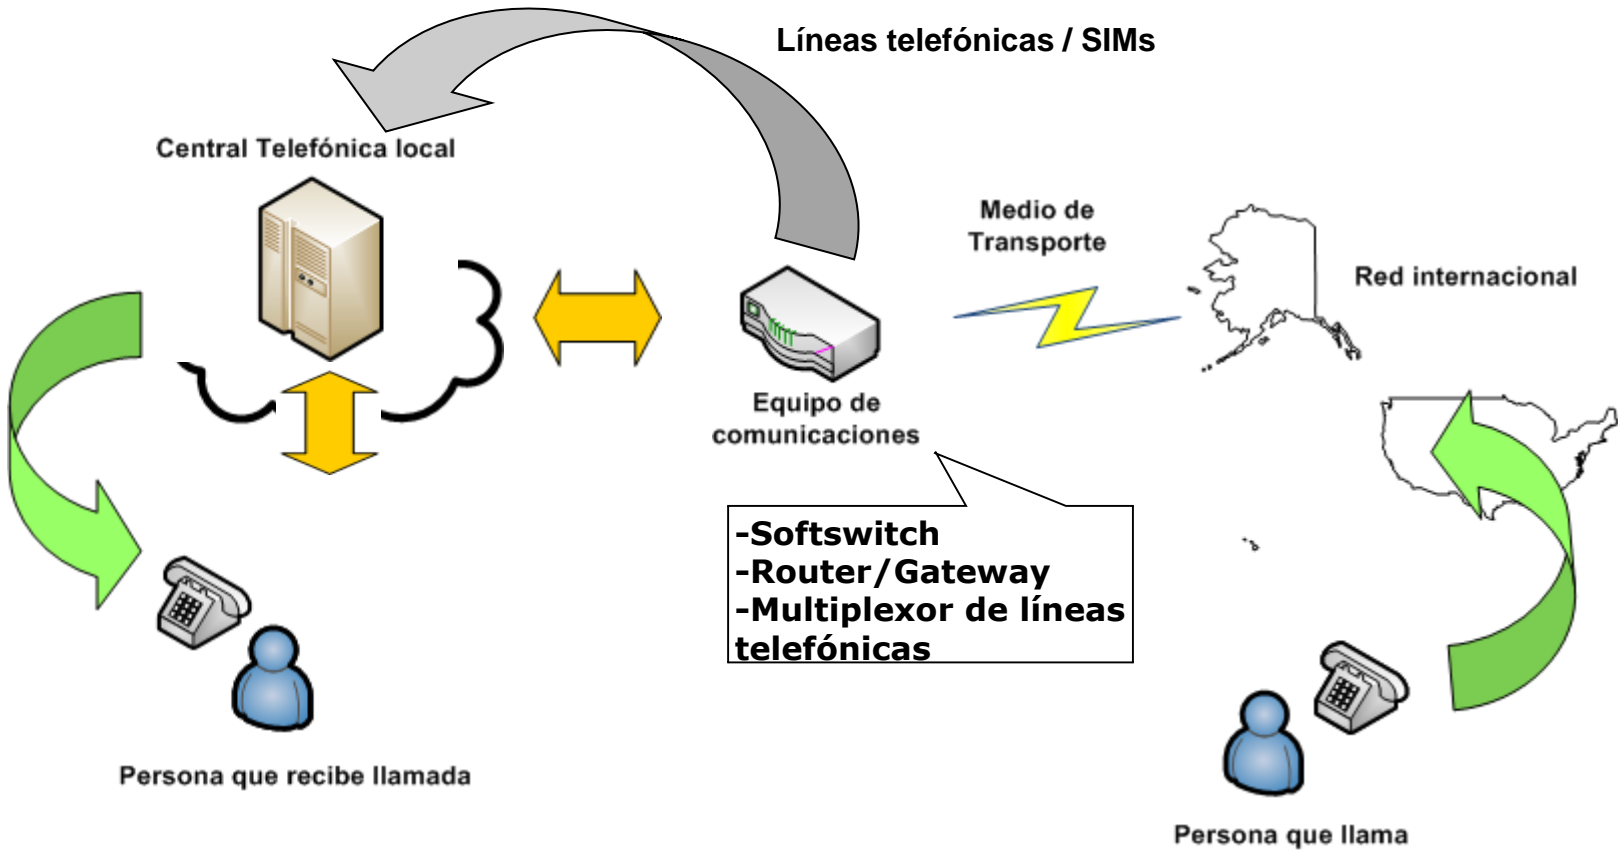 Líneas telefónicas / SIMs
Central Telefónica local
Medio de
Transporte
Red internacional
Equipo de
comunicaciones
-Softswitch
-Router/Gateway
-Multiplexor de líneas
telefónicas
Persona que recibe llamada
Persona que llama